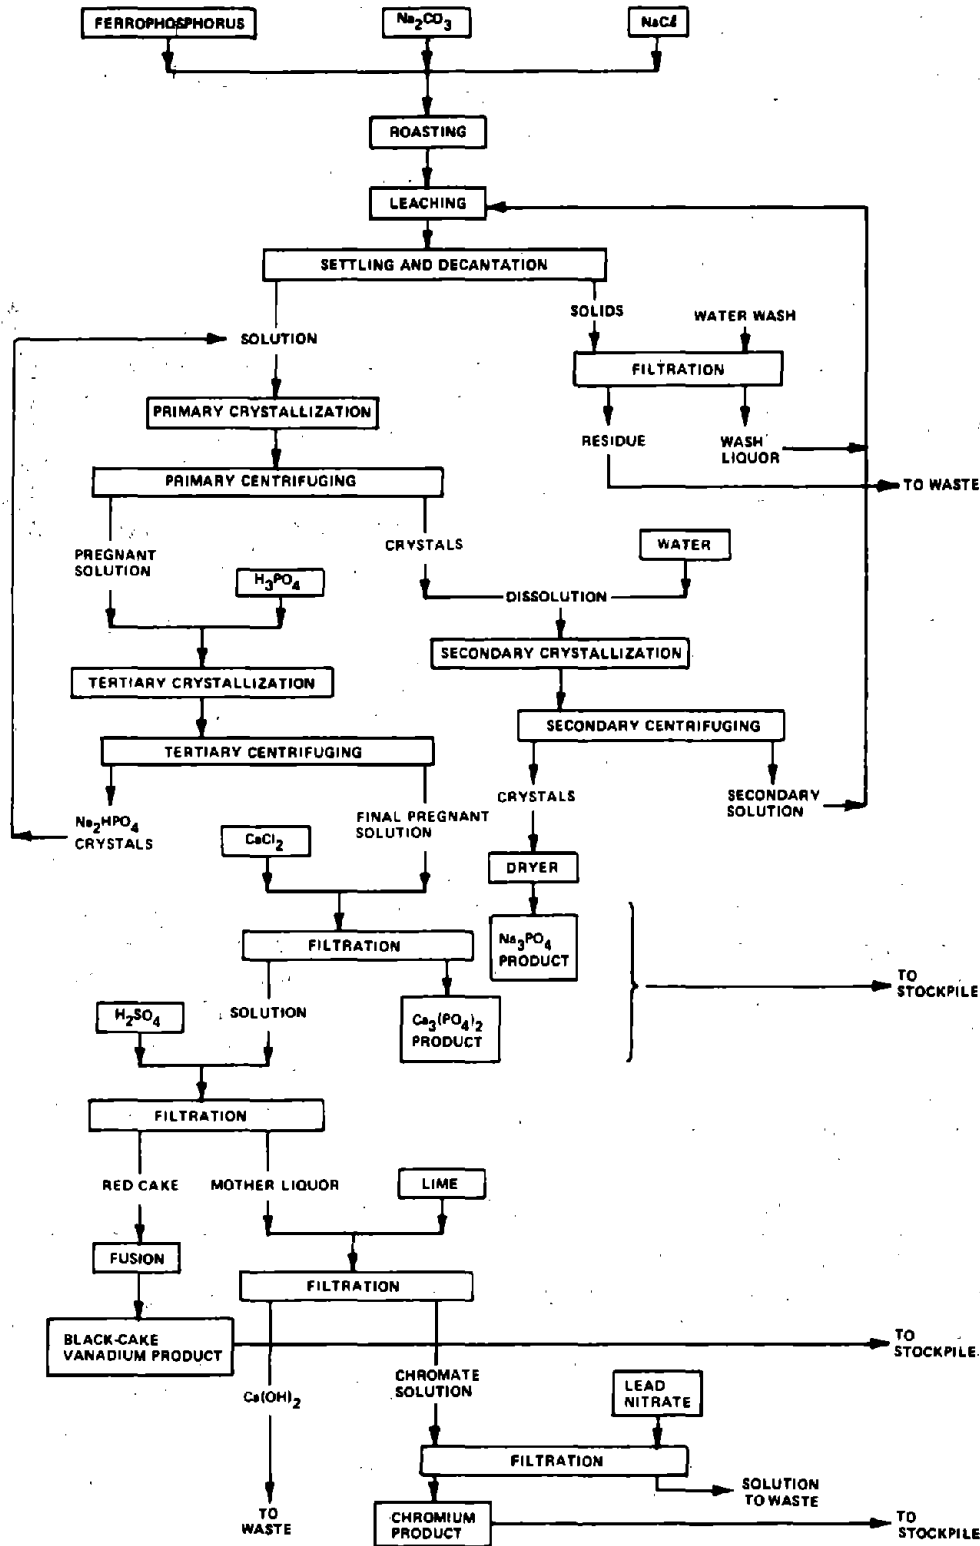 FERROPHOSPHORUS
Na2CO3
NaCl
ROASTING
LEACHING
SETTLING AND DECANTATION
SOLIDS
WATER WASH
SOLUTION
FILTRATION
PRIMARY CRYSTALLIZATION
RESIDUE
WASH
LIQUOR
PRIMARY CENTRIFUGING
TO WASTE
PREGNANT
SOLUTION
CRYSTALS
WATER
H3PO4
DISSOLUTION
SECONDARY CRYSTALLIZATION
TERTIARY CRYSTALLIZATION
SECONDARY CENTRIFUGING
TERTIARY CENTRIFUGING
CRYSTALS
SECONDARY
SOLUTION
Na2HPO4
CRYSTALS
FINAL PREGNANT
SOLUTION
CaCl2
DRYER
FILTRATION
Na3PO4
PRODUCT
TO
STOCKPILE
H2SO4
SOLUTION
Ca3(PO4)2
PRODUCT
FILTRATION
RED CAKE
MOTHER LIQUOR
LIME
FUSION
FILTRATION
BLACK-CAKE
VANADIUM PRODUCT
TO
STOCKPILE
Ca(OH)2
CHROMATE
SOLUTION
LEAD
NITRATE
FILTRATION
SOLUTION
TO WASTE
TO
WASTE
CHROMIUM
PRODUCT
TO
STOCKPILE